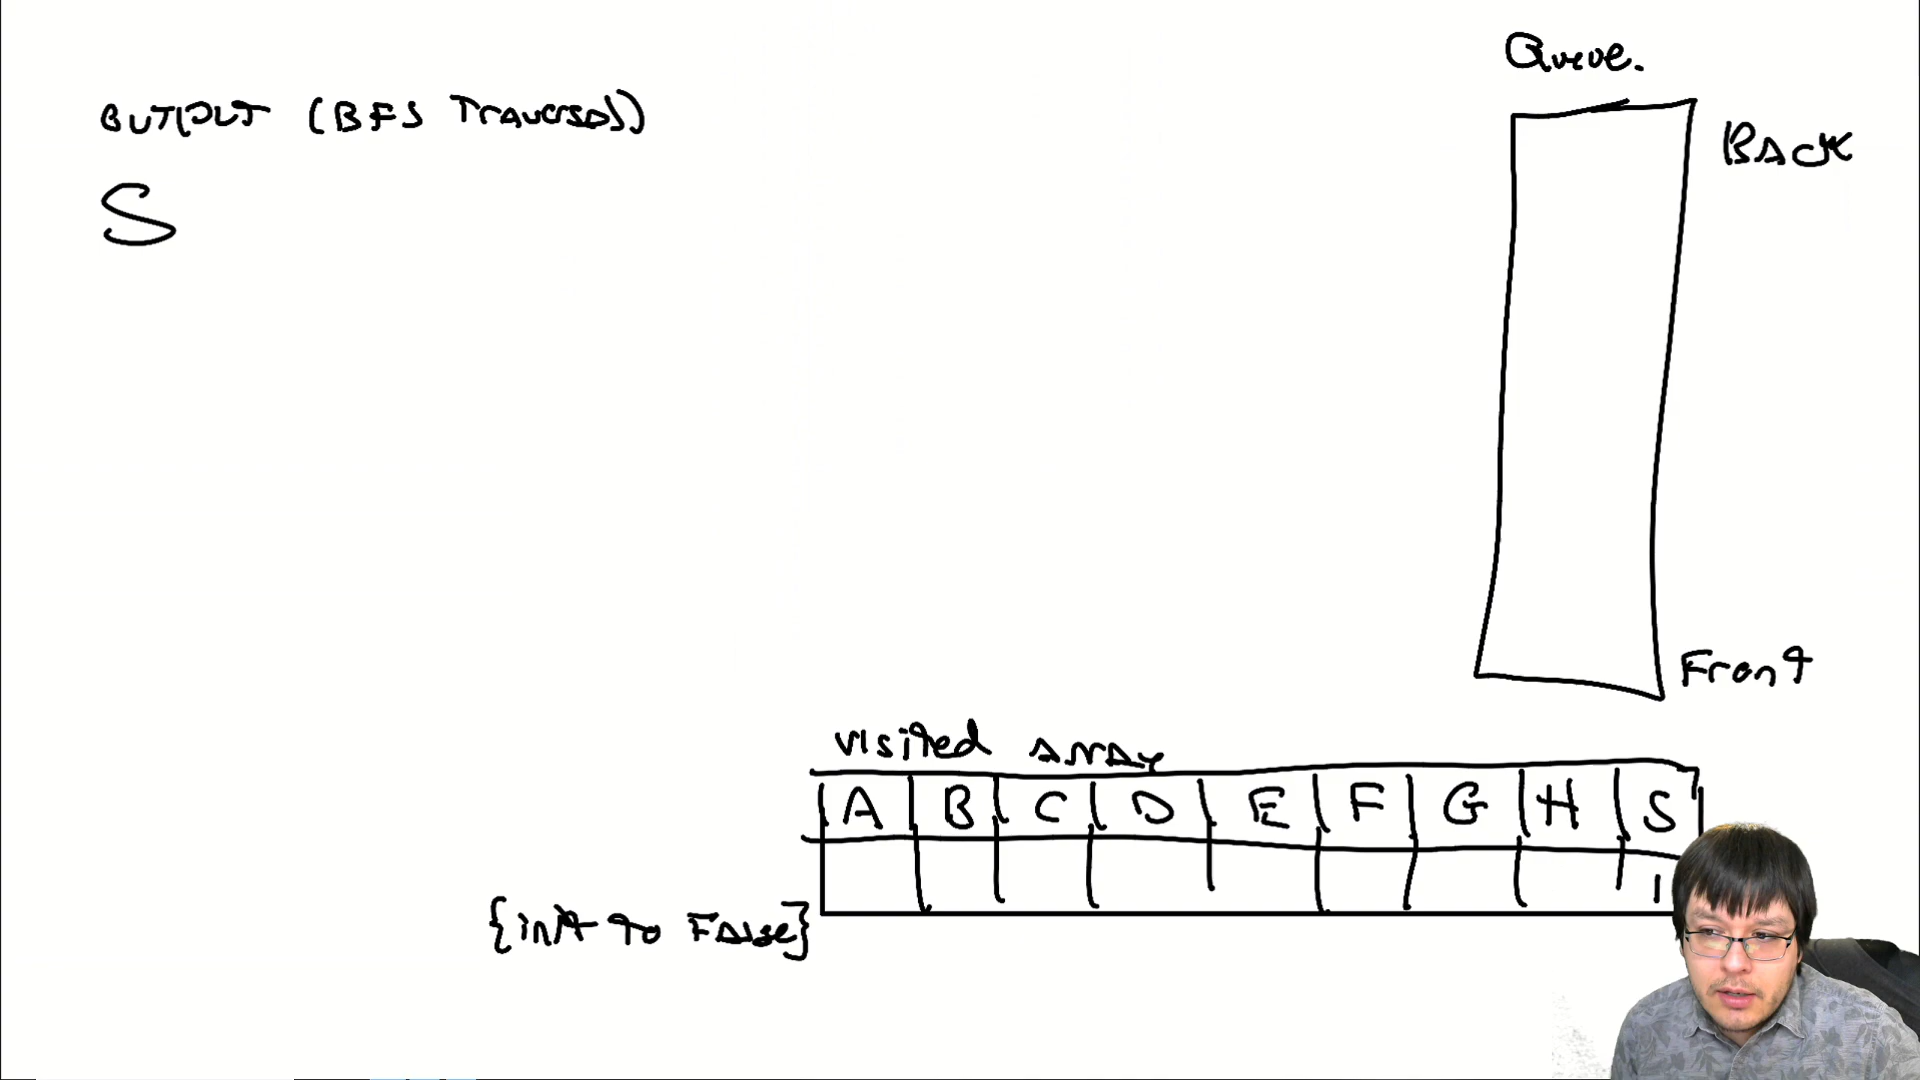 Queue.
OUTPUT (BFS Traversal)
Back
S
Front
visited array
A B C D E F G H S
1
{init to False}